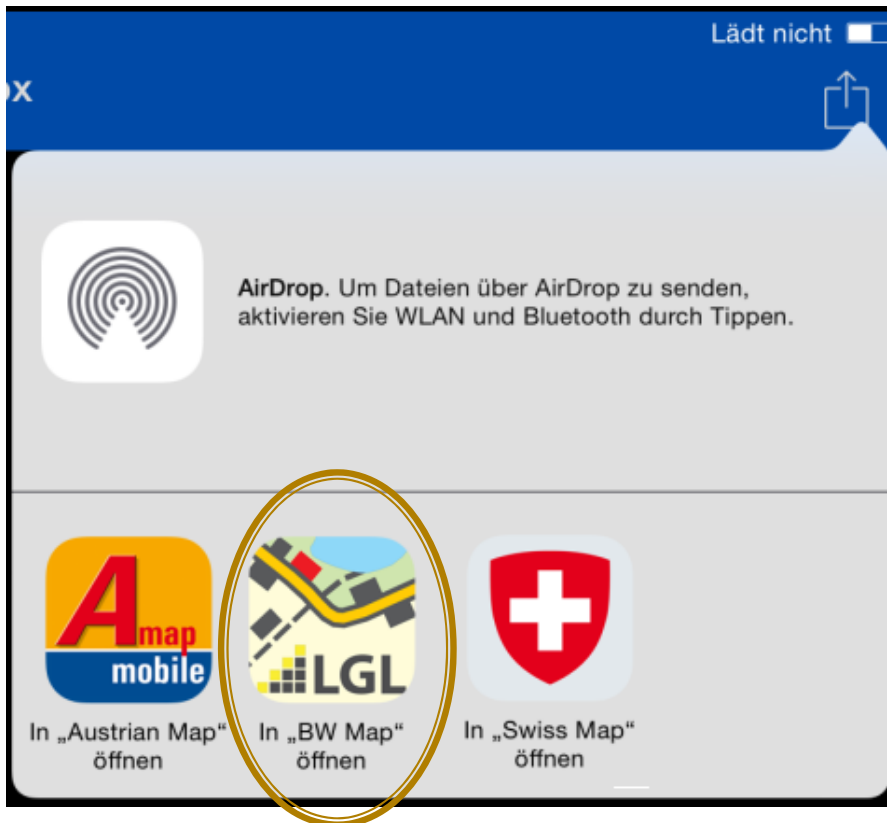 Lädt nicht
ox
AirDrop. Um Dateien über AirDrop zu senden,
aktivieren Sie WLAN und Bluetooth durch Tippen.
A
map
mobile
LGL
In „Austrian Map“
öffnen
In „BW Map“
öffnen
In „Swiss Map“
öffnen